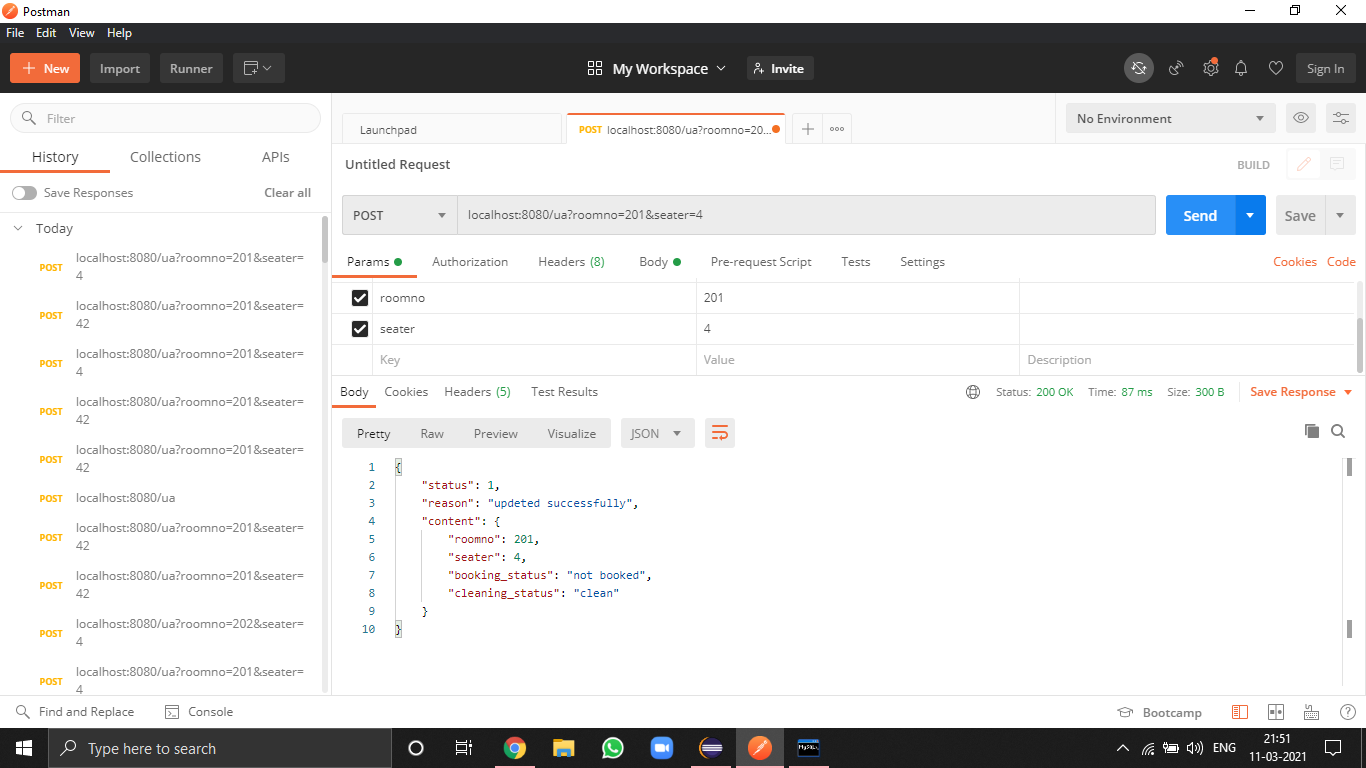 Postman
File Edit View Help
New Import Runner My Workspace Invite Sign In
Filter
History Collections APIs
Save Responses Clear all
Today
POST localhost:8080/ua?roomno=201&seater=
4
POST localhost:8080/ua?roomno=201&seater=
42
POST localhost:8080/ua?roomno=201&seater=
4
POST localhost:8080/ua?roomno=201&seater=
42
POST localhost:8080/ua?roomno=201&seater=
42
POST localhost:8080/ua
POST localhost:8080/ua?roomno=201&seater=
42
POST localhost:8080/ua?roomno=201&seater=
42
POST localhost:8080/ua?roomno=202&seater=
4
POST localhost:8080/ua?roomno=201&seater=
4
Launchpad POST localhost:8080/ua?roomno=20... No Environment
Untitled Request BUILD
POST localhost:8080/ua?roomno=201&seater=4 Send Save
Params Authorization Headers (8) Body Pre-request Script Tests Settings Cookies Code
roomno 201
seater 4
Key Value Description
Body Cookies Headers (5) Test Results Status: 200 OK Time: 87 ms Size: 300 B Save Response
Pretty Raw Preview Visualize JSON
1 {
2 "status": 1,
3 "reason": "updeted successfully",
4 "content": {
5 "roomno": 201,
6 "seater": 4,
7 "booking_status": "not booked",
8 "cleaning_status": "clean"
9 }
10 }
Find and Replace Console Bootcamp
Type here to search MySQL ENG 21:51
11-03-2021